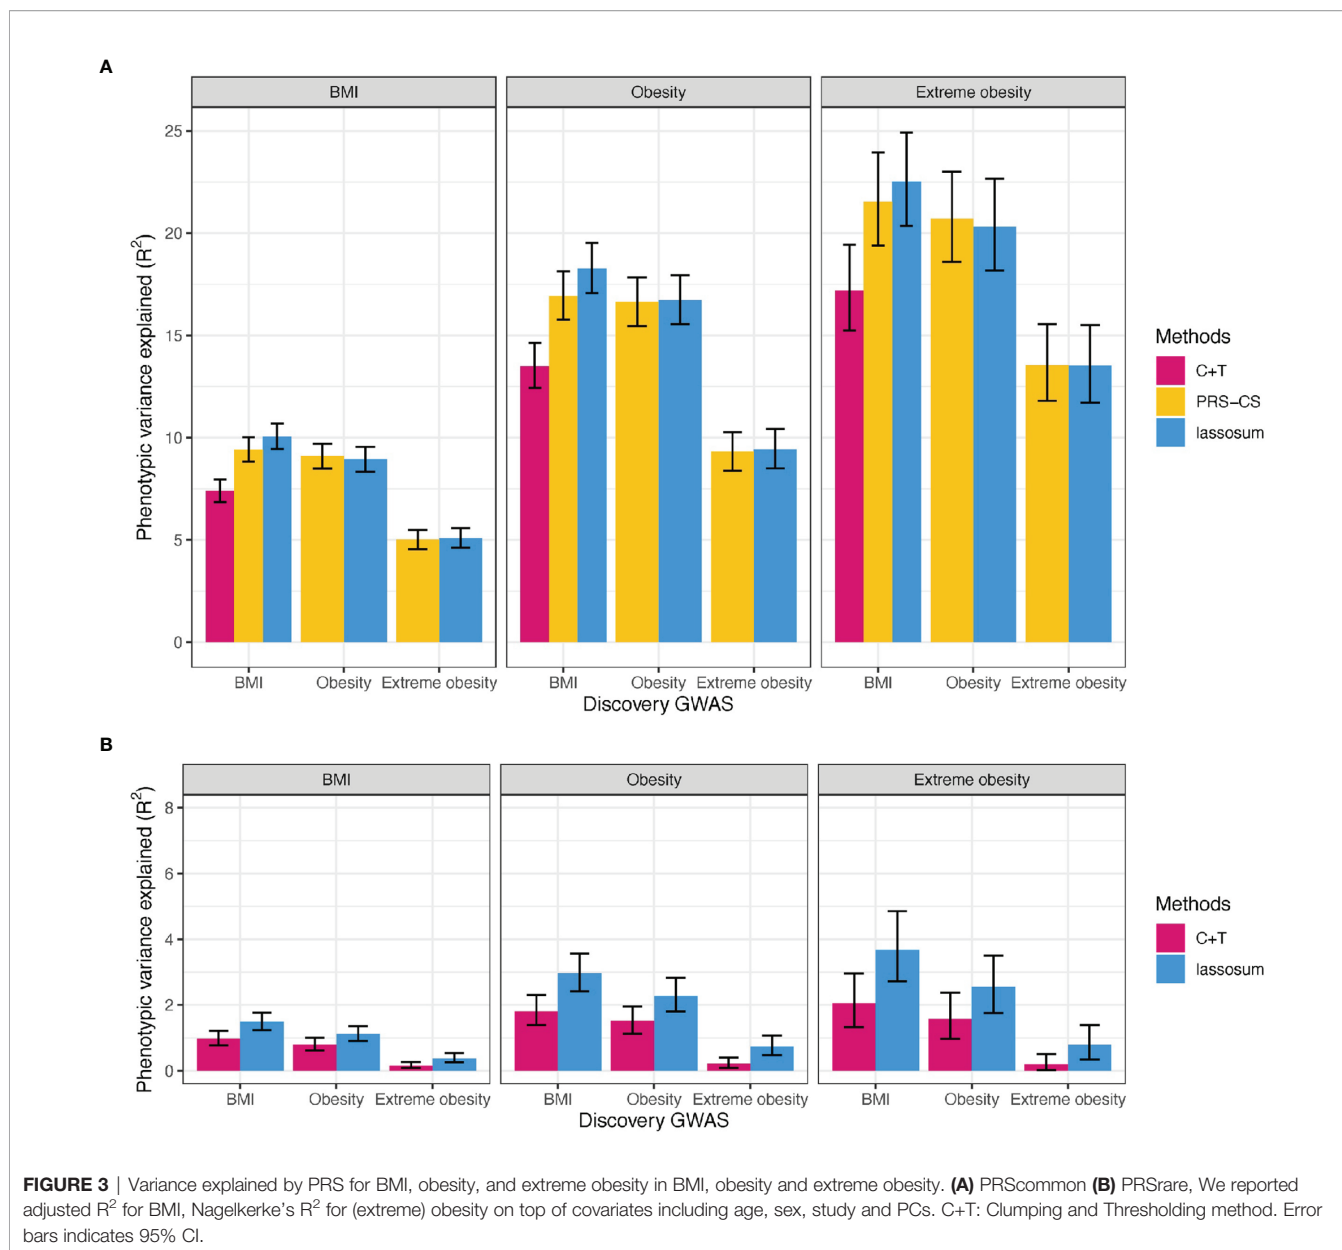 A
BMI
Obesity
Extreme obesity
Phenotypic variance explained (R²)
25
20
15
10
5
0
BMI
Obesity
Extreme obesity
BMI
Obesity
Extreme obesity
BMI
Obesity
Extreme obesity
Discovery GWAS
Methods
C+T
PRS−CS
lassosum
B
BMI
Obesity
Extreme obesity
Phenotypic variance explained (R²)
8
6
4
2
0
BMI
Obesity
Extreme obesity
BMI
Obesity
Extreme obesity
BMI
Obesity
Extreme obesity
Discovery GWAS
Methods
C+T
lassosum
FIGURE 3 | Variance explained by PRS for BMI, obesity, and extreme obesity in BMI, obesity and extreme obesity. (A) PRScommon (B) PRSrare, We reported
adjusted R² for BMI, Nagelkerke's R² for (extreme) obesity on top of covariates including age, sex, study and PCs. C+T: Clumping and Thresholding method. Error
bars indicates 95% CI.